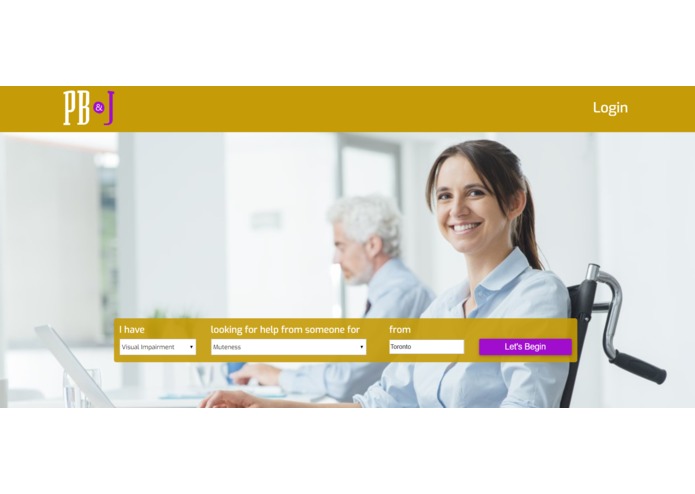 PB&J
Login
I have
looking for help from someone for
from
Visual Impairment
Muteness
Toronto
Let's Begin